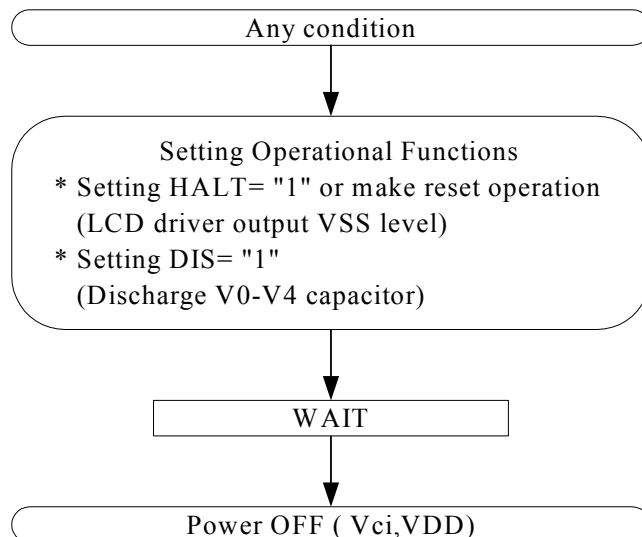 Any condition
Setting Operational Functions
* Setting HALT= "1" or make reset operation
(LCD driver output VSS level)
* Setting DIS= "1"
(Discharge V0-V4 capacitor)
WAIT
Power OFF ( Vci,VDD)